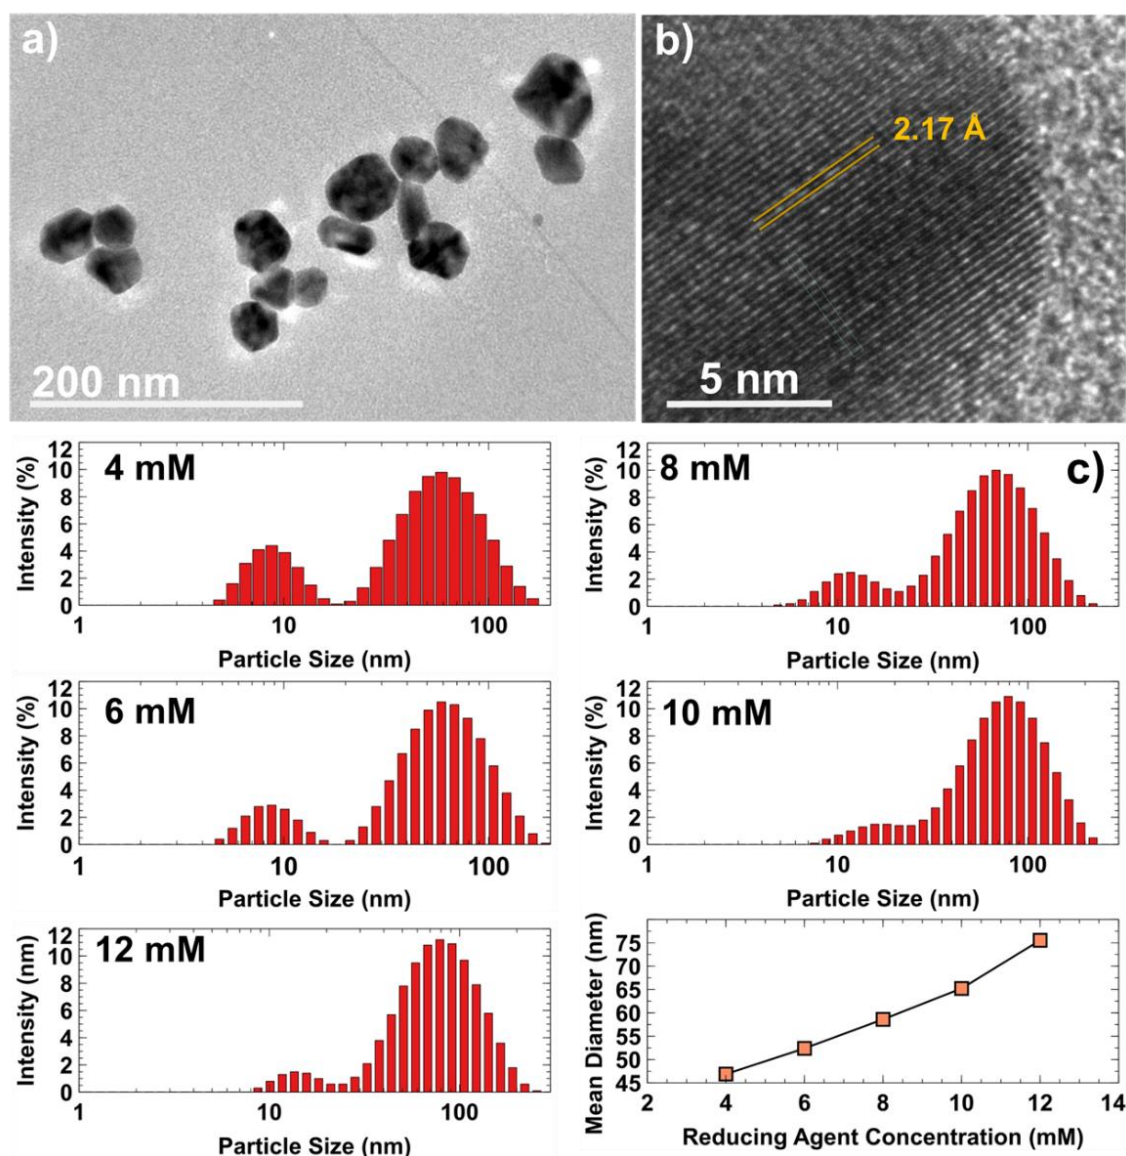 a)
200 nm
b)
2.17 Å
5 nm
12
10
8
6
4
2
0
Intensity (%)
4 mM
1
10
100
Particle Size (nm)
12
10
8
6
4
2
0
Intensity (%)
8 mM
c)
1
10
100
Particle Size (nm)
12
10
8
6
4
2
0
Intensity (%)
6 mM
1
10
100
Particle Size (nm)
12
10
8
6
4
2
0
Intensity (%)
10 mM
1
10
100
Particle Size (nm)
12
10
8
6
4
2
0
Intensity (nm)
12 mM
1
10
100
Particle Size (nm)
75
70
65
60
55
50
45
Mean Diameter (nm)
2
4
6
8
10
12
14
Reducing Agent Concentration (mM)